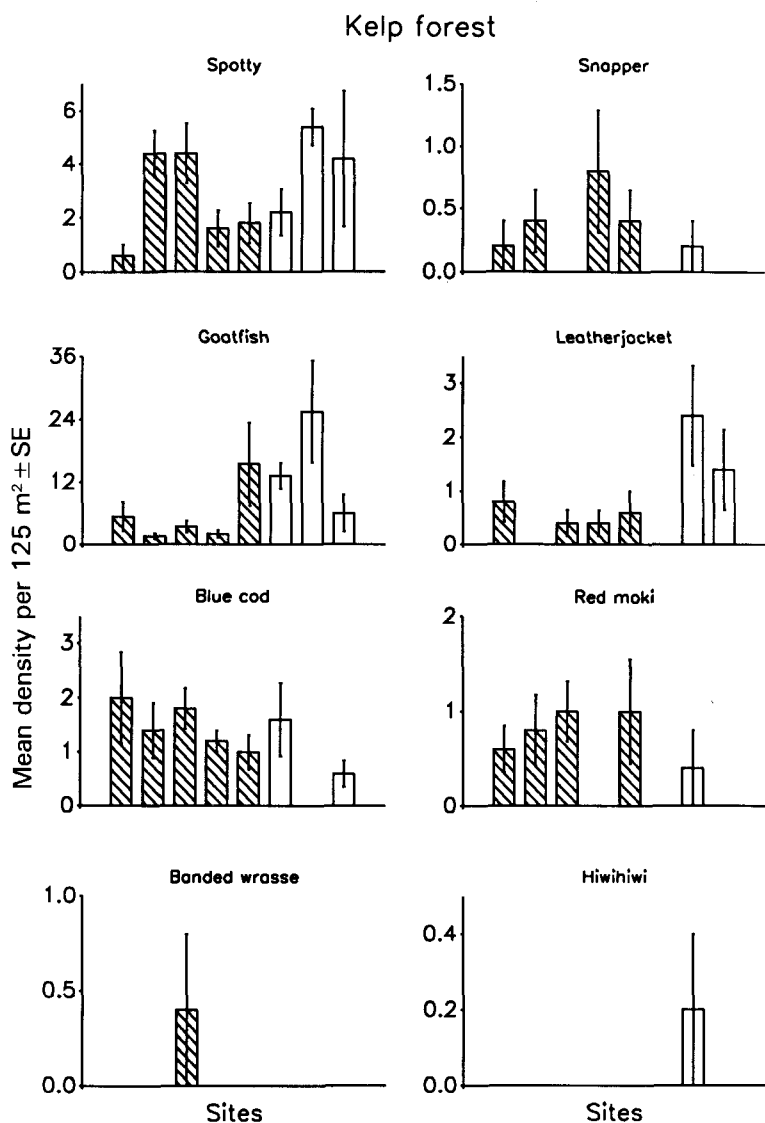 Kelp forest
Spotty
6
4
2
0
Snapper
1.5
1.0
0.5
0.0
Goatfish
36
24
12
0
Leatherjacket
3
2
1
0
Blue cod
3
2
1
0
Red moki
2
1
0
Banded wrasse
1.0
0.5
0.0
Sites
Hiwihiwi
0.4
0.2
0.0
Sites
Mean density per 125 m² ± SE